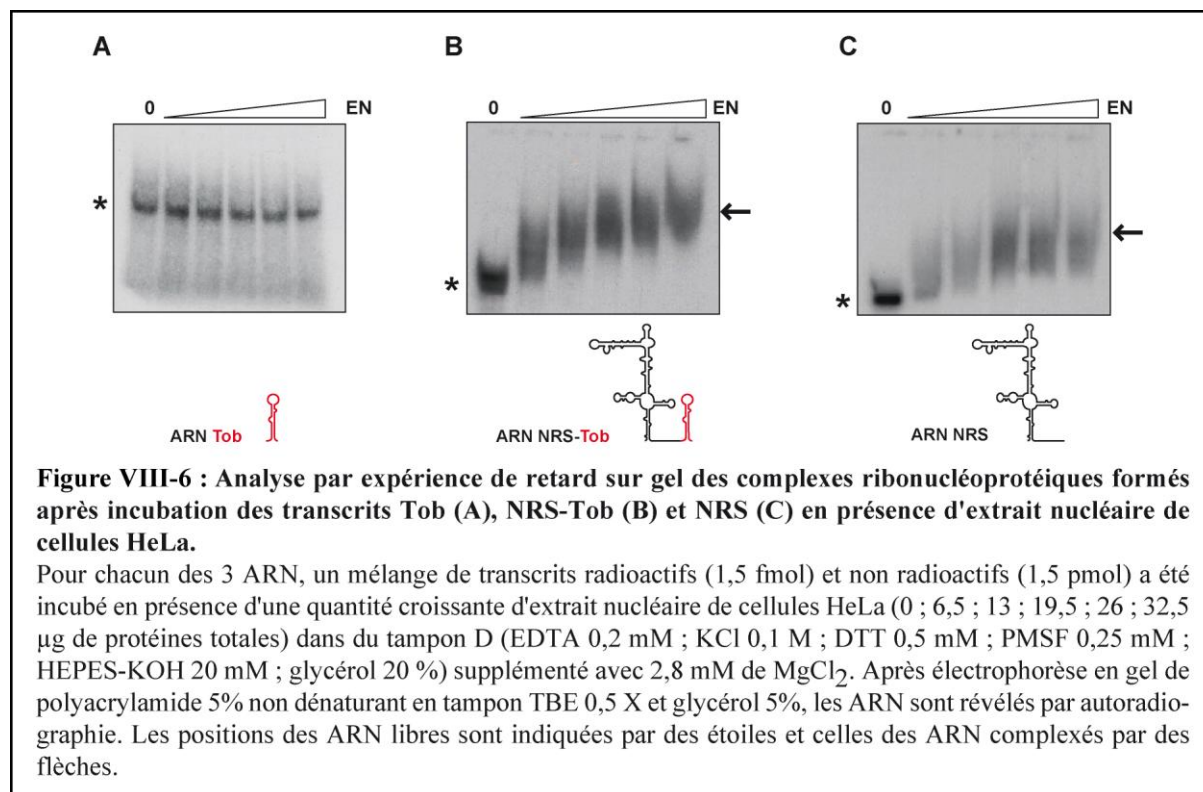 A
B
C
0
EN
0
EN
0
EN
*
*
*
ARN Tob
ARN NRS-Tob
ARN NRS
Figure VIII-6 : Analyse par expérience de retard sur gel des complexes ribonucléoprotéiques formés
après incubation des transcrits Tob (A), NRS-Tob (B) et NRS (C) en présence d'extrait nucléaire de
cellules HeLa.
Pour chacun des 3 ARN, un mélange de transcrits radioactifs (1,5 fmol) et non radioactifs (1,5 pmol) a été
incubé en présence d'une quantité croissante d'extrait nucléaire de cellules HeLa (0 ; 6,5 ; 13 ; 19,5 ; 26 ; 32,5
µg de protéines totales) dans du tampon D (EDTA 0,2 mM ; KCl 0,1 M ; DTT 0,5 mM ; PMSF 0,25 mM ;
HEPES-KOH 20 mM ; glycérol 20 %) supplémenté avec 2,8 mM de MgCl₂. Après électrophorèse en gel de
polyacrylamide 5% non dénaturant en tampon TBE 0,5 X et glycérol 5%, les ARN sont révélés par autoradio-
graphie. Les positions des ARN libres sont indiquées par des étoiles et celles des ARN complexés par des
flèches.